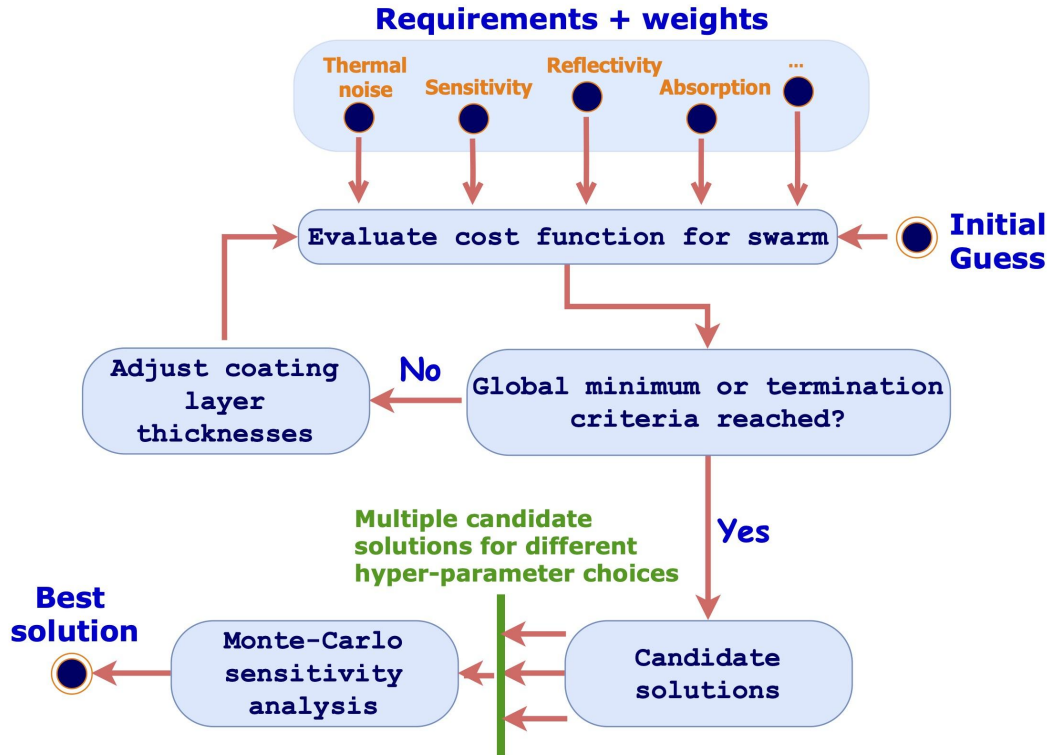 Requirements + weights
Thermal
noise
Sensitivity
Reflectivity
Absorption
...
Evaluate cost function for swarm
Initial
Guess
Adjust coating
layer
thicknesses
No
Global minimum or termination
criteria reached?
Yes
Multiple candidate
solutions for different
hyper-parameter choices
Best
solution
Monte-Carlo
sensitivity
analysis
Candidate
solutions